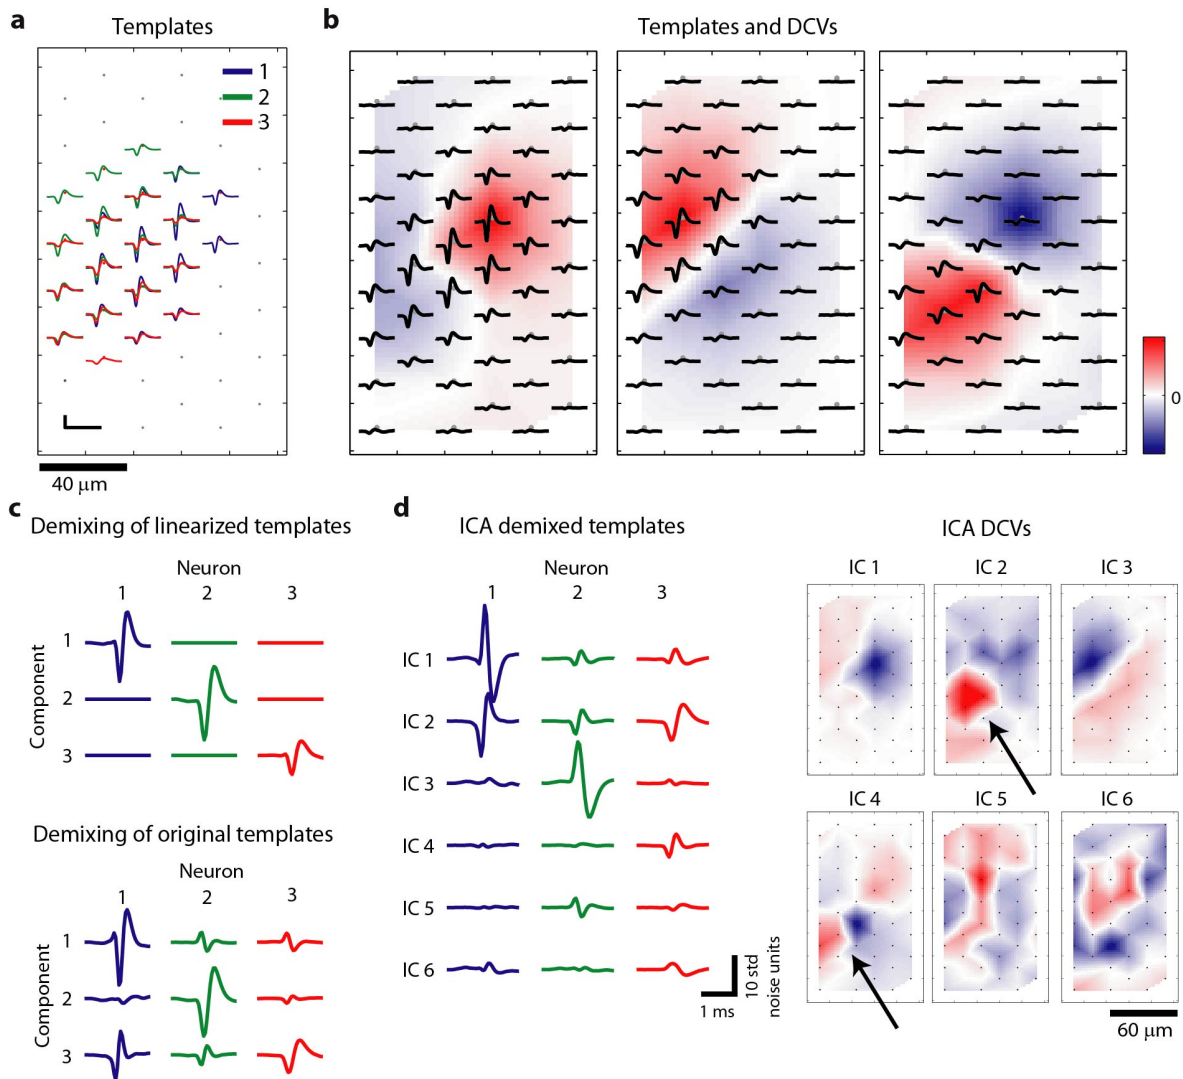 a
Templates
1
2
3
40 μm
b
Templates and DCVs
0
c
Demixing of linearized templates
Neuron
1 2 3
Component
1
2
3
Demixing of original templates
Neuron
1 2 3
Component
1
2
3
d
ICA demixed templates
Neuron
1 2 3
IC 1
IC 2
IC 3
IC 4
IC 5
IC 6
1 ms
10 std
noise units
ICA DCVs
IC 1 IC 2 IC 3
IC 4 IC 5 IC 6
60 μm